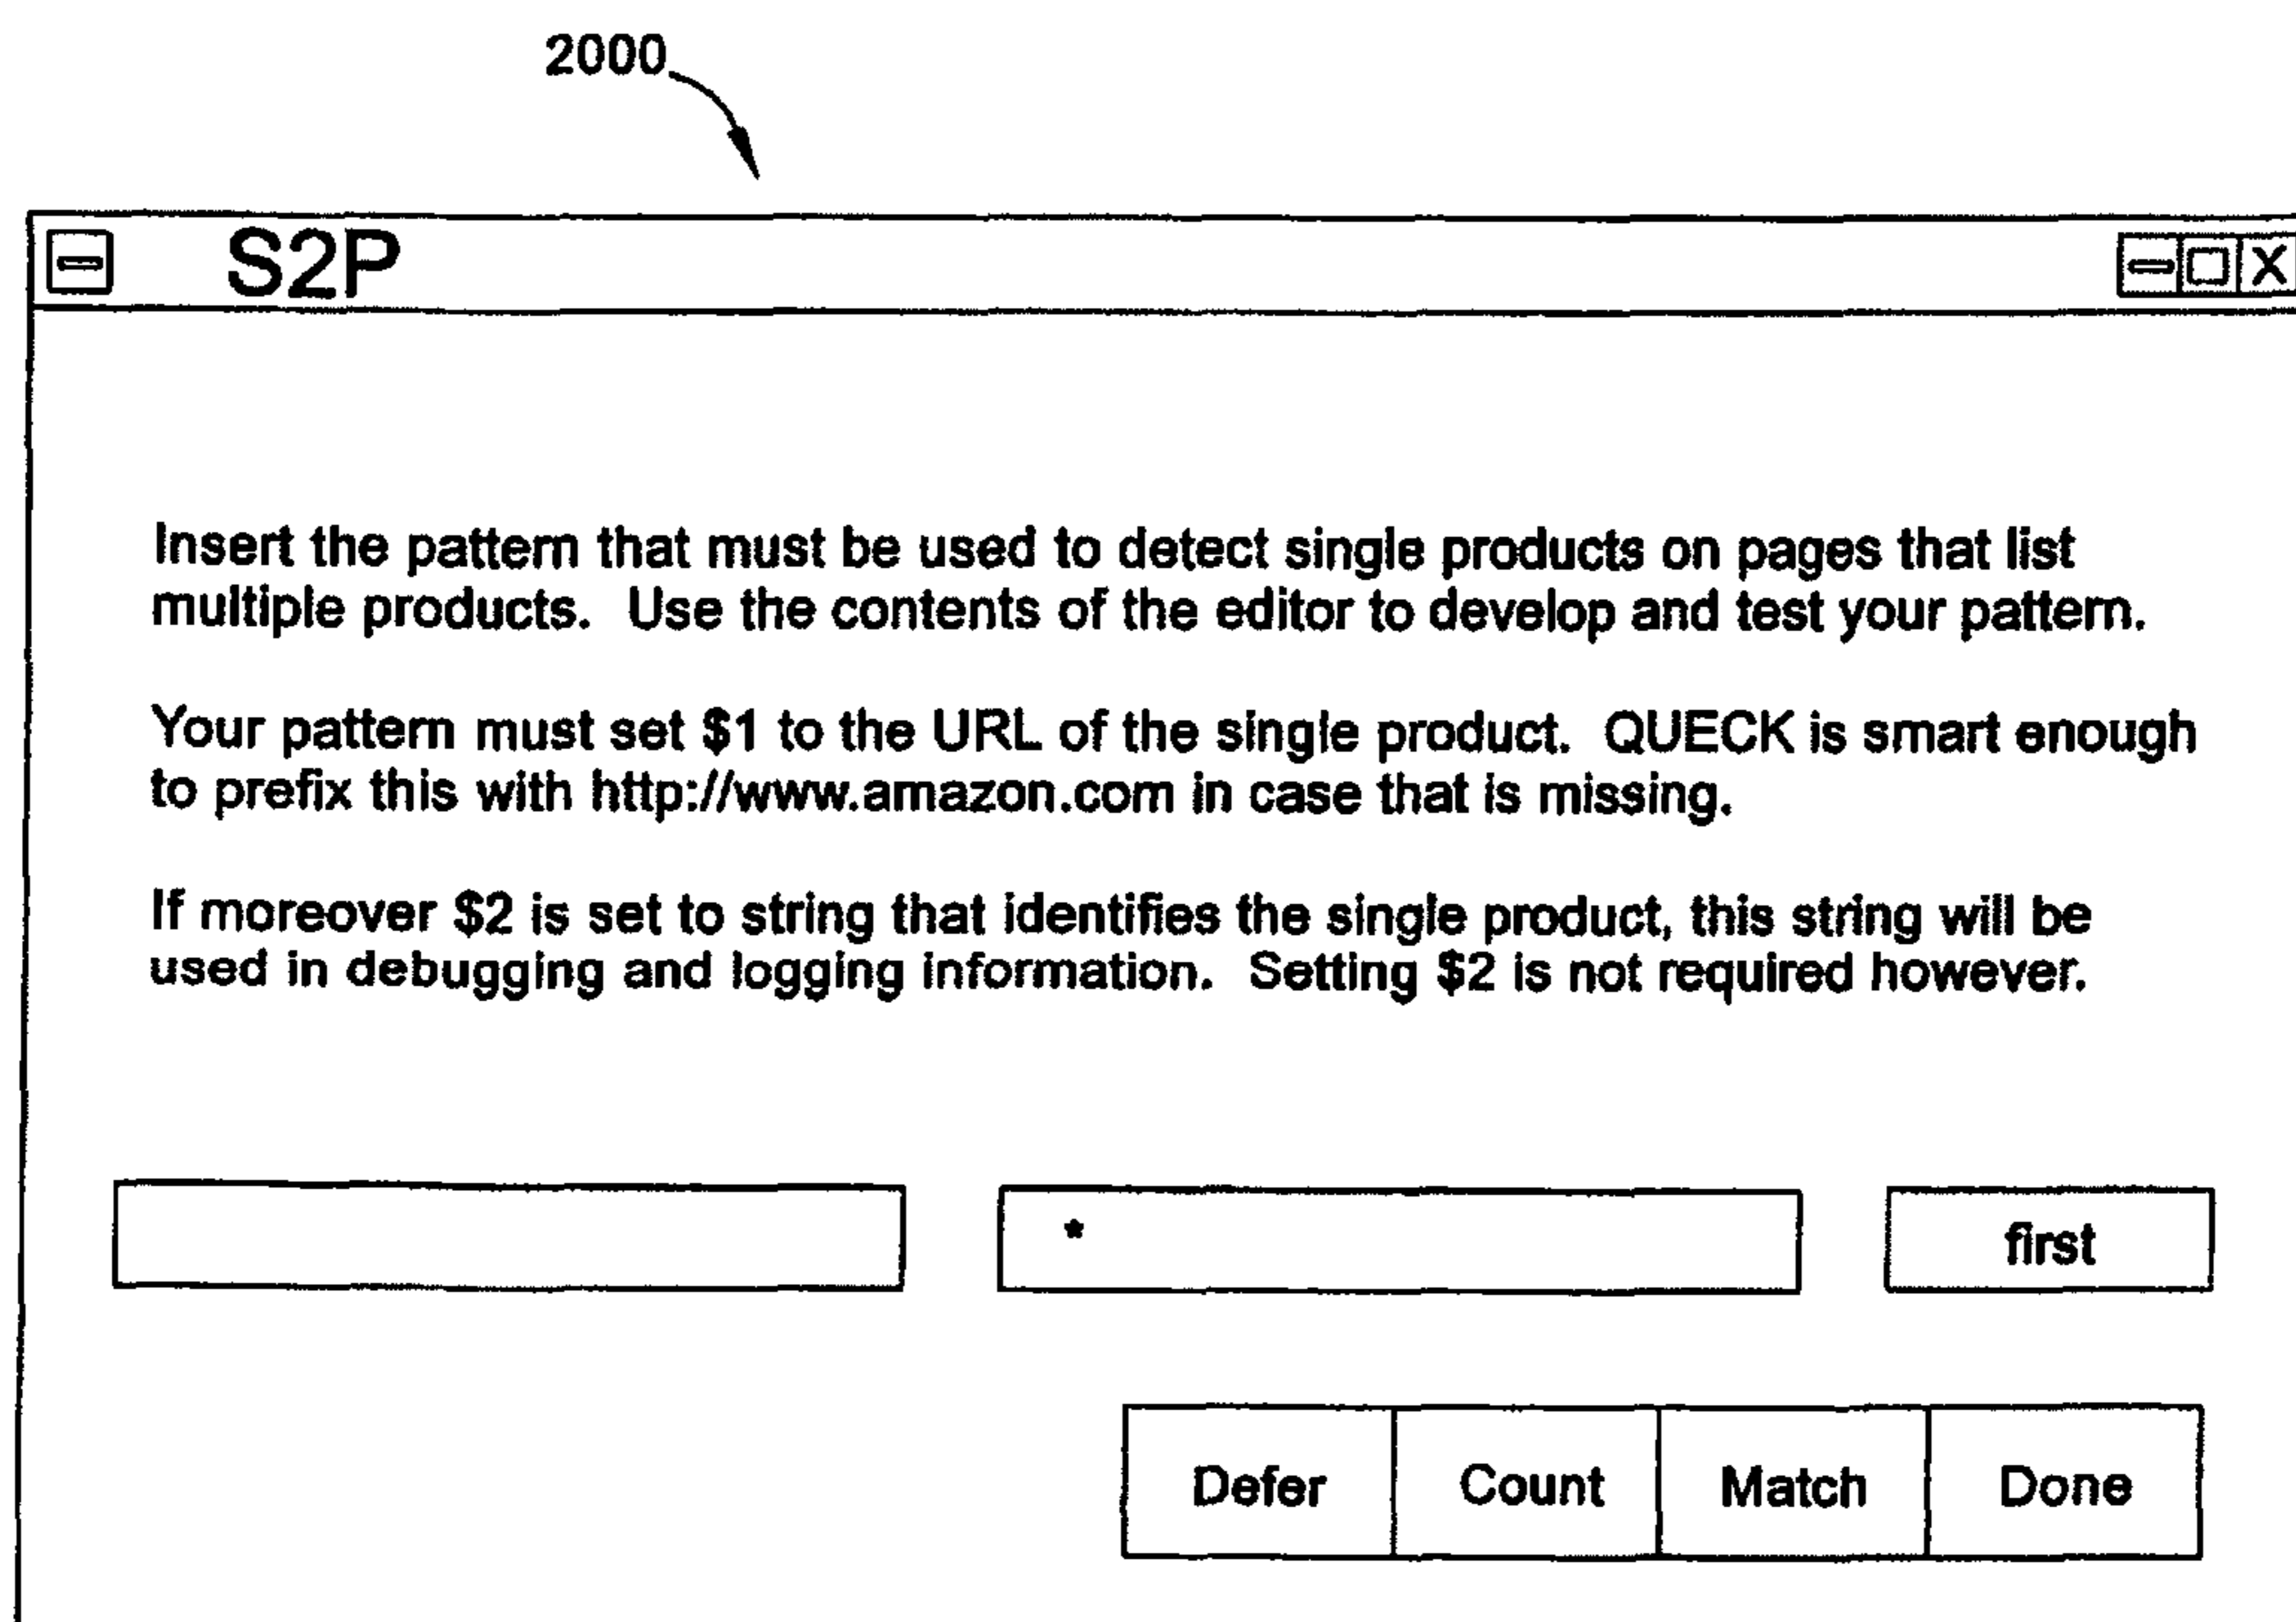 2000
S2P
Insert the pattern that must be used to detect single products on pages that list
multiple products. Use the contents of the editor to develop and test your pattern.
Your pattern must set $1 to the URL of the single product. QUECK is smart enough
to prefix this with http://www.amazon.com in case that is missing.
If moreover $2 is set to string that identifies the single product, this string will be
used in debugging and logging information. Setting $2 is not required however.
* first
Defer Count Match Done